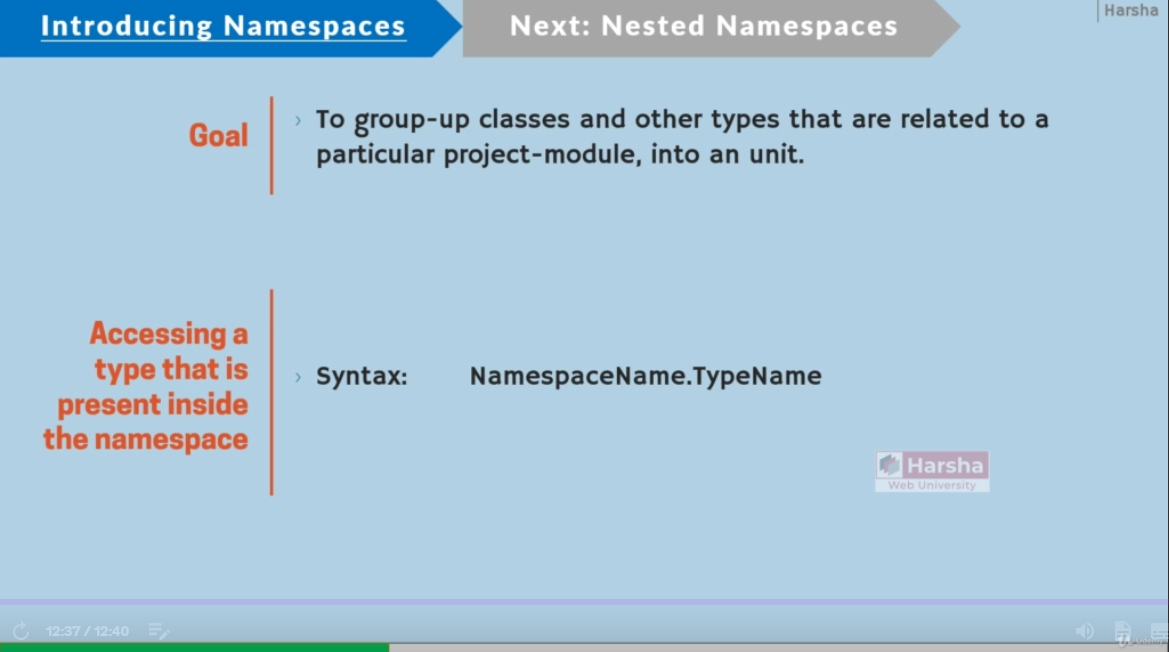 Introducing Namespaces
Next: Nested Namespaces
Harsha
Goal
› To group-up classes and other types that are related to a
particular project-module, into an unit.
Accessing a
type that is
present inside
the namespace
› Syntax: NamespaceName.TypeName
Harsha
Web University
12:37 / 12:40
Udemy